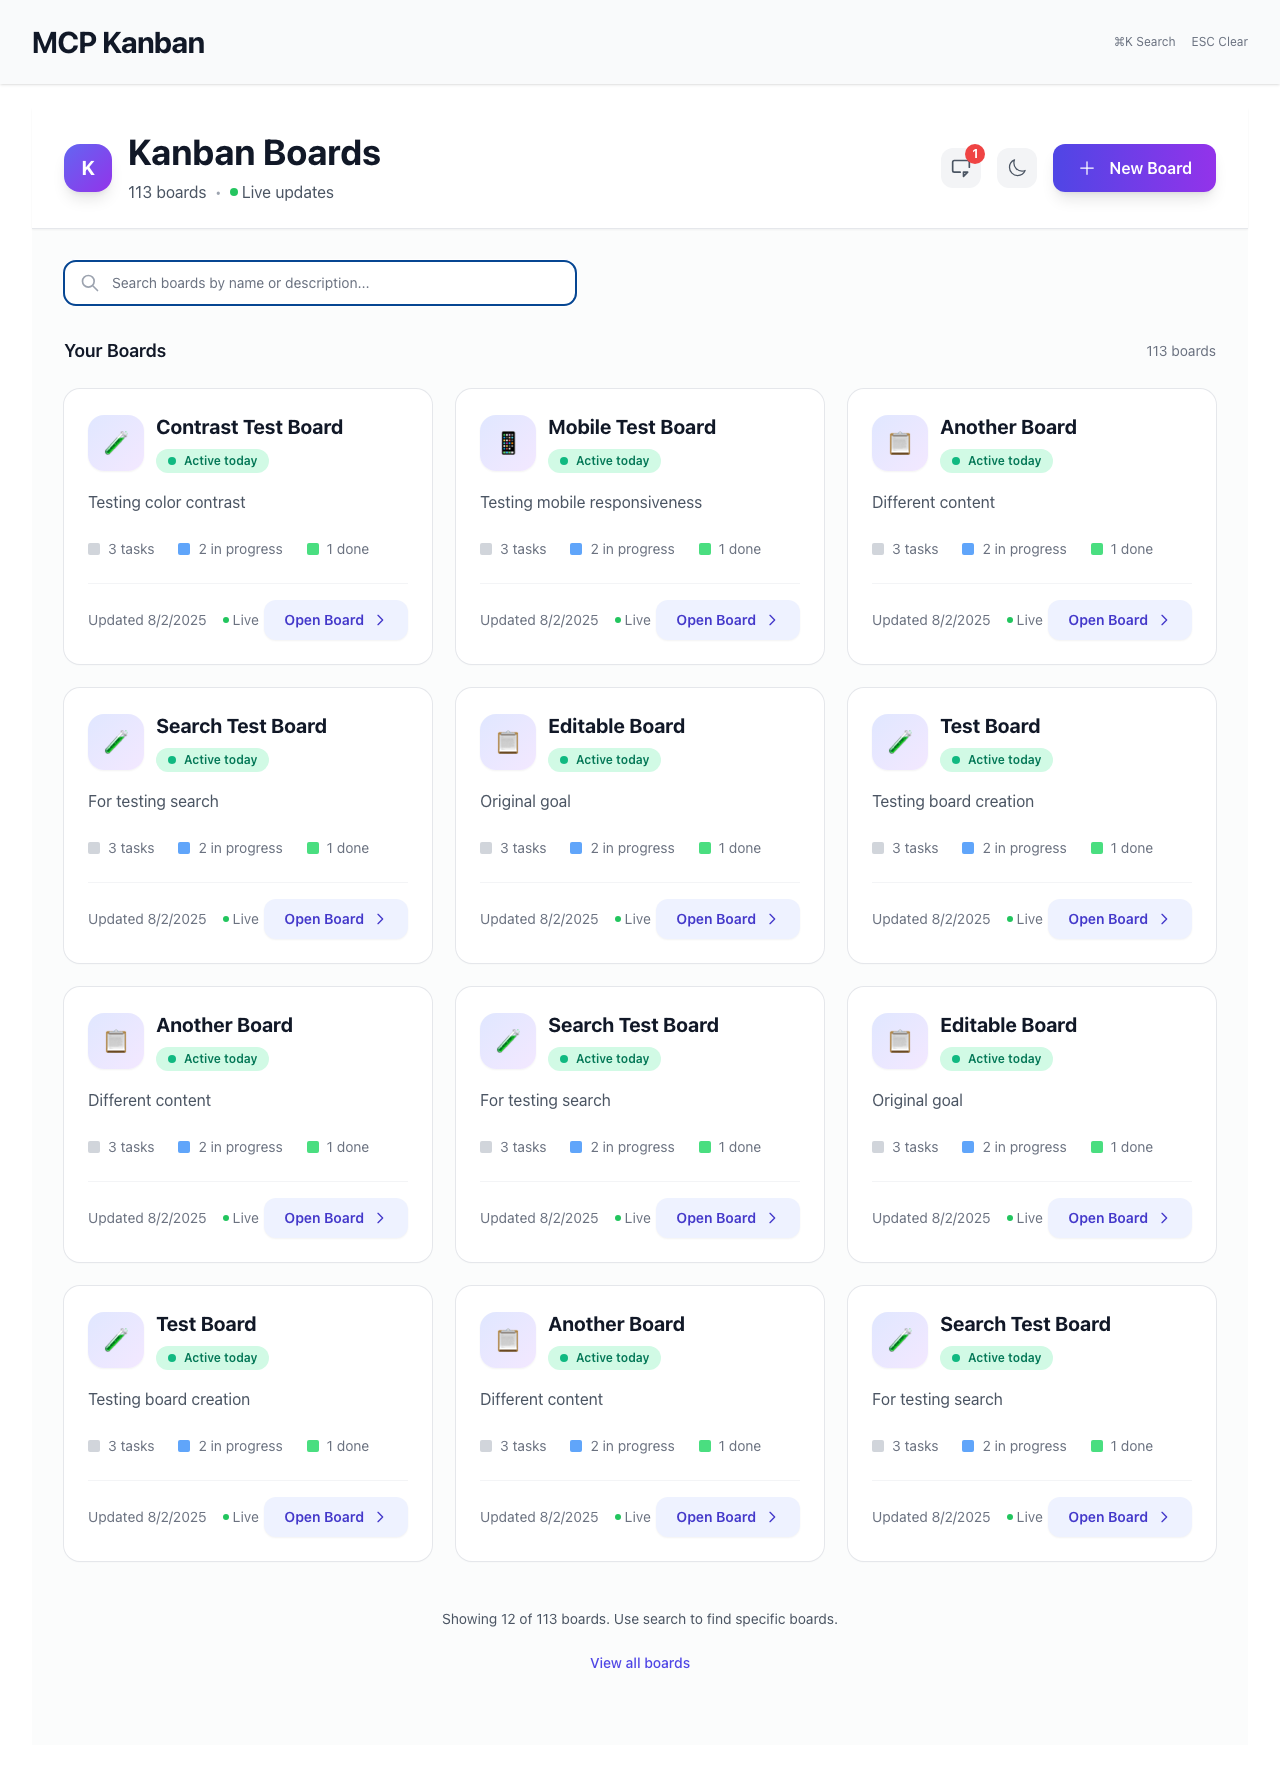 MCP Kanban
⌘K Search ESC Clear
K
Kanban Boards
113 boards • Live updates
1
New Board
Search boards by name or description...
Your Boards
113 boards
Contrast Test Board
Active today
Testing color contrast
3 tasks 2 in progress 1 done
Updated 8/2/2025 Live Open Board
Mobile Test Board
Active today
Testing mobile responsiveness
3 tasks 2 in progress 1 done
Updated 8/2/2025 Live Open Board
Another Board
Active today
Different content
3 tasks 2 in progress 1 done
Updated 8/2/2025 Live Open Board
Search Test Board
Active today
For testing search
3 tasks 2 in progress 1 done
Updated 8/2/2025 Live Open Board
Editable Board
Active today
Original goal
3 tasks 2 in progress 1 done
Updated 8/2/2025 Live Open Board
Test Board
Active today
Testing board creation
3 tasks 2 in progress 1 done
Updated 8/2/2025 Live Open Board
Another Board
Active today
Different content
3 tasks 2 in progress 1 done
Updated 8/2/2025 Live Open Board
Search Test Board
Active today
For testing search
3 tasks 2 in progress 1 done
Updated 8/2/2025 Live Open Board
Editable Board
Active today
Original goal
3 tasks 2 in progress 1 done
Updated 8/2/2025 Live Open Board
Test Board
Active today
Testing board creation
3 tasks 2 in progress 1 done
Updated 8/2/2025 Live Open Board
Another Board
Active today
Different content
3 tasks 2 in progress 1 done
Updated 8/2/2025 Live Open Board
Search Test Board
Active today
For testing search
3 tasks 2 in progress 1 done
Updated 8/2/2025 Live Open Board
Showing 12 of 113 boards. Use search to find specific boards.
View all boards